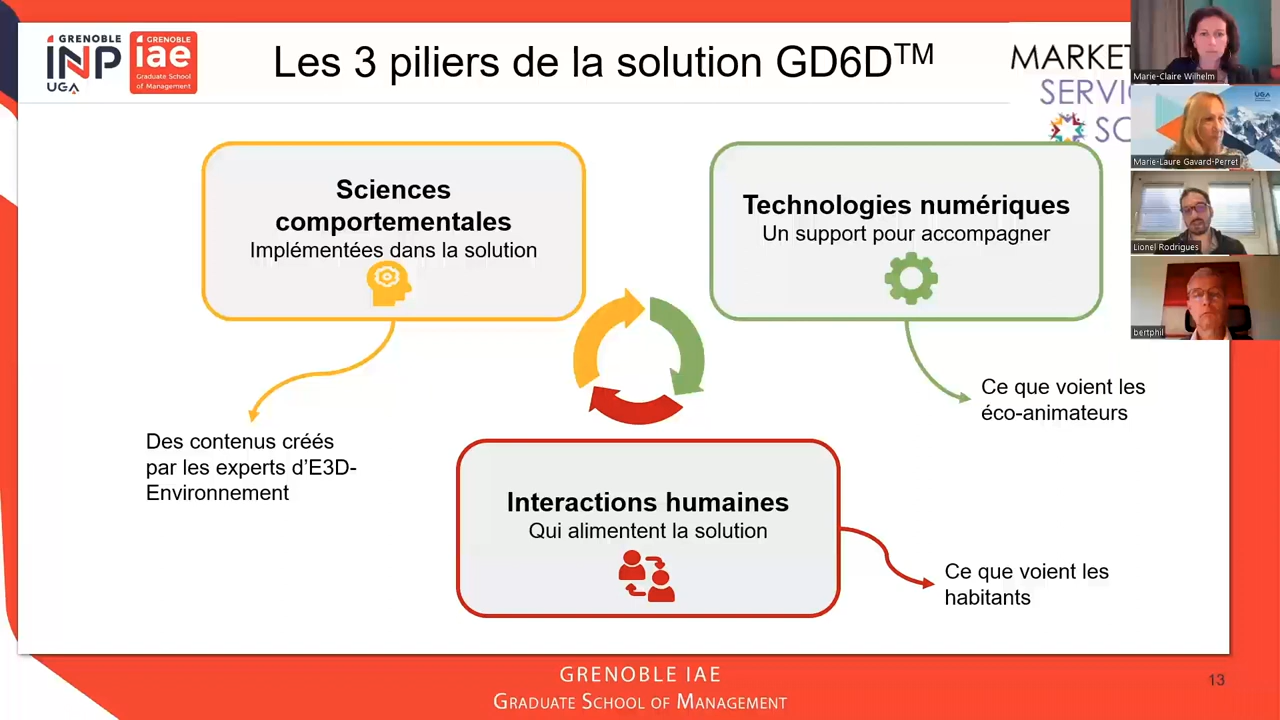 GRENOBLE
INP
UGA
GRENOBLE
iae
Graduate School
of Management
Les 3 piliers de la solution GD6D™
MARKET
SERVIC
SO
Sciences
comportementales
Implémentées dans la solution
Technologies numériques
Un support pour accompagner
Des contenus créés
par les experts d’E3D-
Environnement
Ce que voient les
éco-animateurs
Interactions humaines
Qui alimentent la solution
Ce que voient les
habitants
GRENOBLE IAE
GRADUATE SCHOOL OF MANAGEMENT
13
Marie-Claire Wilhelm
UGA
Marie-Laure Gavard-Perret
Lionel Rodrigues
bertphil